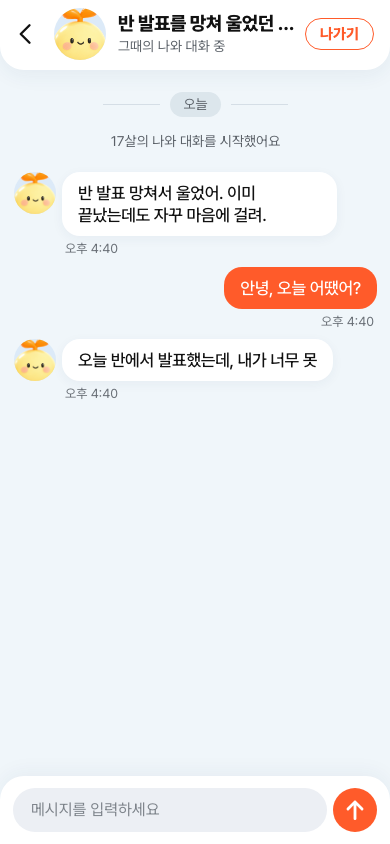 반 발표를 망쳐 울었던 ...
나가기
그때의 나와 대화 중
오늘
17살의 나와 대화를 시작했어요
반 발표 망쳐서 울었어. 이미
끝났는데도 자꾸 마음에 걸려.
오후 4:40
안녕, 오늘 어땠어?
오후 4:40
오늘 반에서 발표했는데, 내가 너무 못
오후 4:40
메시지를 입력하세요